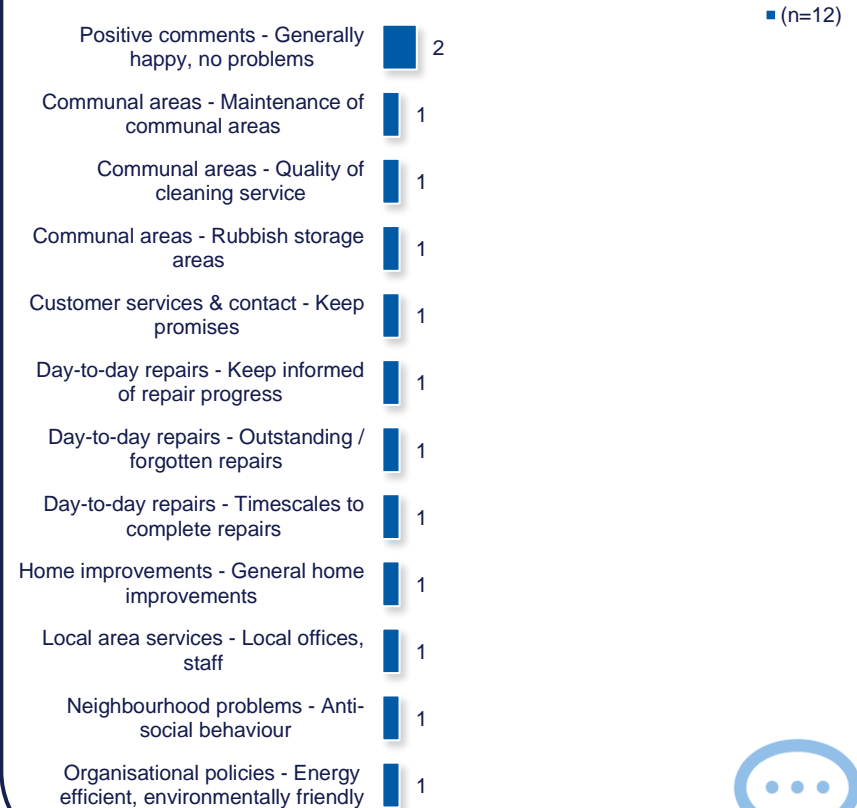 (n=12)
Positive comments - Generally
happy, no problems
2
Communal areas - Maintenance of
communal areas
1
Communal areas - Quality of
cleaning service
1
Communal areas - Rubbish storage
areas
1
Customer services & contact - Keep
promises
1
Day-to-day repairs - Keep informed
of repair progress
1
Day-to-day repairs - Outstanding /
forgotten repairs
1
Day-to-day repairs - Timescales to
complete repairs
1
Home improvements - General home
improvements
1
Local area services - Local offices,
staff
1
Neighbourhood problems - Anti-
social behaviour
1
Organisational policies - Energy
efficient, environmentally friendly
1